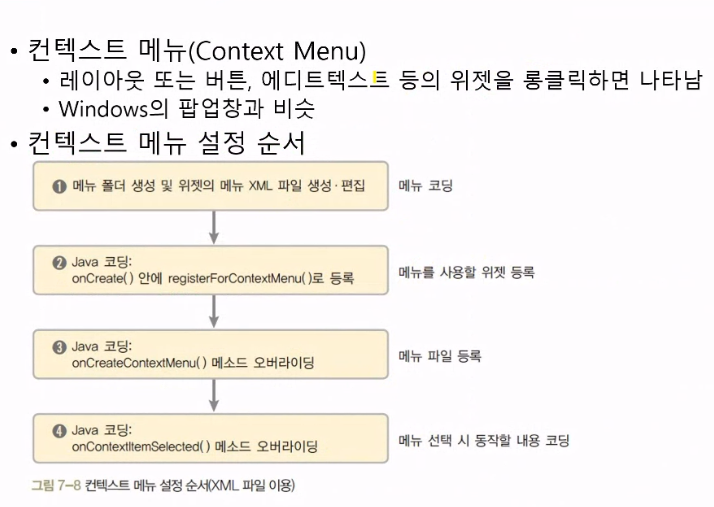 • 컨텍스트 메뉴(Context Menu)
• 레이아웃 또는 버튼, 에디트텍스트 등의 위젯을 롱클릭하면 나타남
• Windows의 팝업창과 비슷
• 컨텍스트 메뉴 설정 순서
❶ 메뉴 폴더 생성 및 위젯의 메뉴 XML 파일 생성·편집
메뉴 코딩
❷ Java 코딩:
onCreate( ) 안에 registerForContextMenu( )로 등록
메뉴를 사용할 위젯 등록
❸ Java 코딩:
onCreateContextMenu( ) 메소드 오버라이딩
메뉴 파일 등록
❹ Java 코딩:
onContextItemSelected( ) 메소드 오버라이딩
메뉴 선택 시 동작할 내용 코딩
그림 7-8 컨텍스트 메뉴 설정 순서(XML 파일 이용)